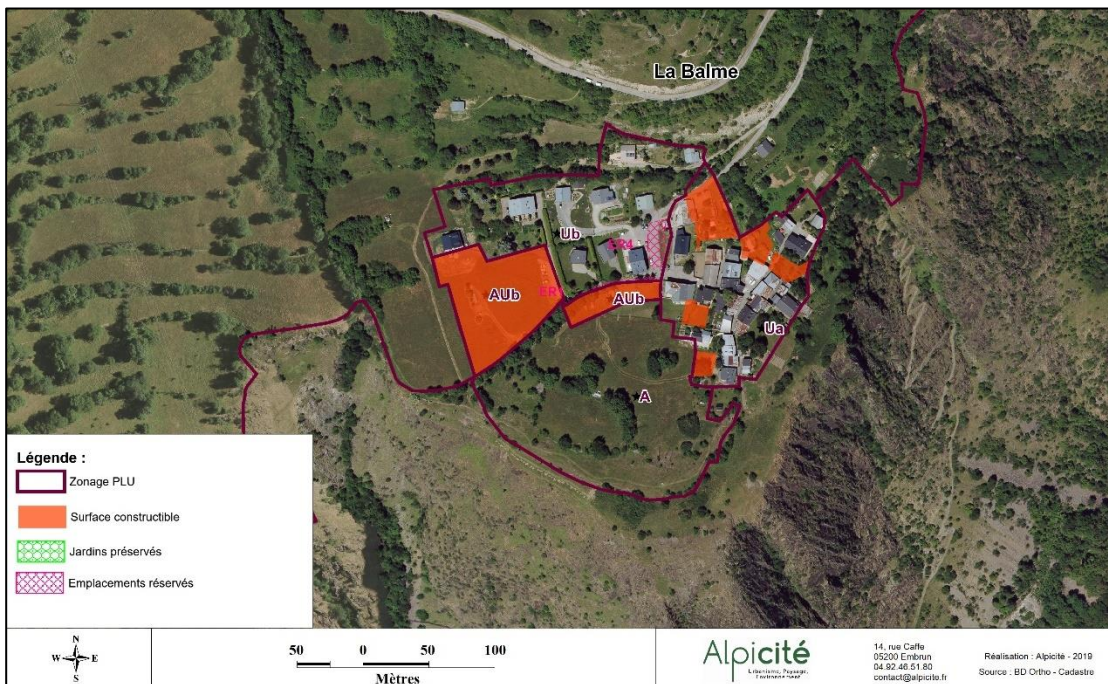 La Balme
Ub
ER4
AUb
ER
AUb
Ua
A
Légende :
Zonage PLU
Surface constructible
Jardins préservés
Emplacements réservés
N
W E
S
50 0 50 100
Mètres
Alpicité
Urbanisme, Paysage,
Environnement
14, rue Caffe
05200 Embrun
04.92.46.51.80
contact@alpicite.fr
Réalisation : Alpicité - 2019
Source : BD Ortho - Cadastre